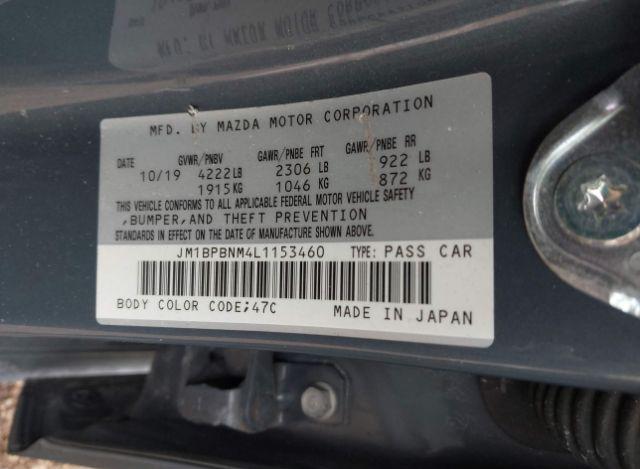 MFD. BY MAZDA MOTOR CORPORATION
DATE GVWR/PNBV GAWR/PNBE FRT GAWR/PNBE RR
10/19 4222LB 2306 LB 922 LB
1915KG 1046 KG 872 KG
THIS VEHICLE CONFORMS TO ALL APPLICABLE FEDERAL MOTOR VEHICLE SAFETY
,BUMPER,AND THEFT PREVENTION
STANDARDS IN EFFECT ON THE DATE OF MANUFACTURE SHOWN ABOVE.
JM1BPBNM4L1153460 TYPE: PASS CAR
BODY COLOR CODE;47C MADE IN JAPAN